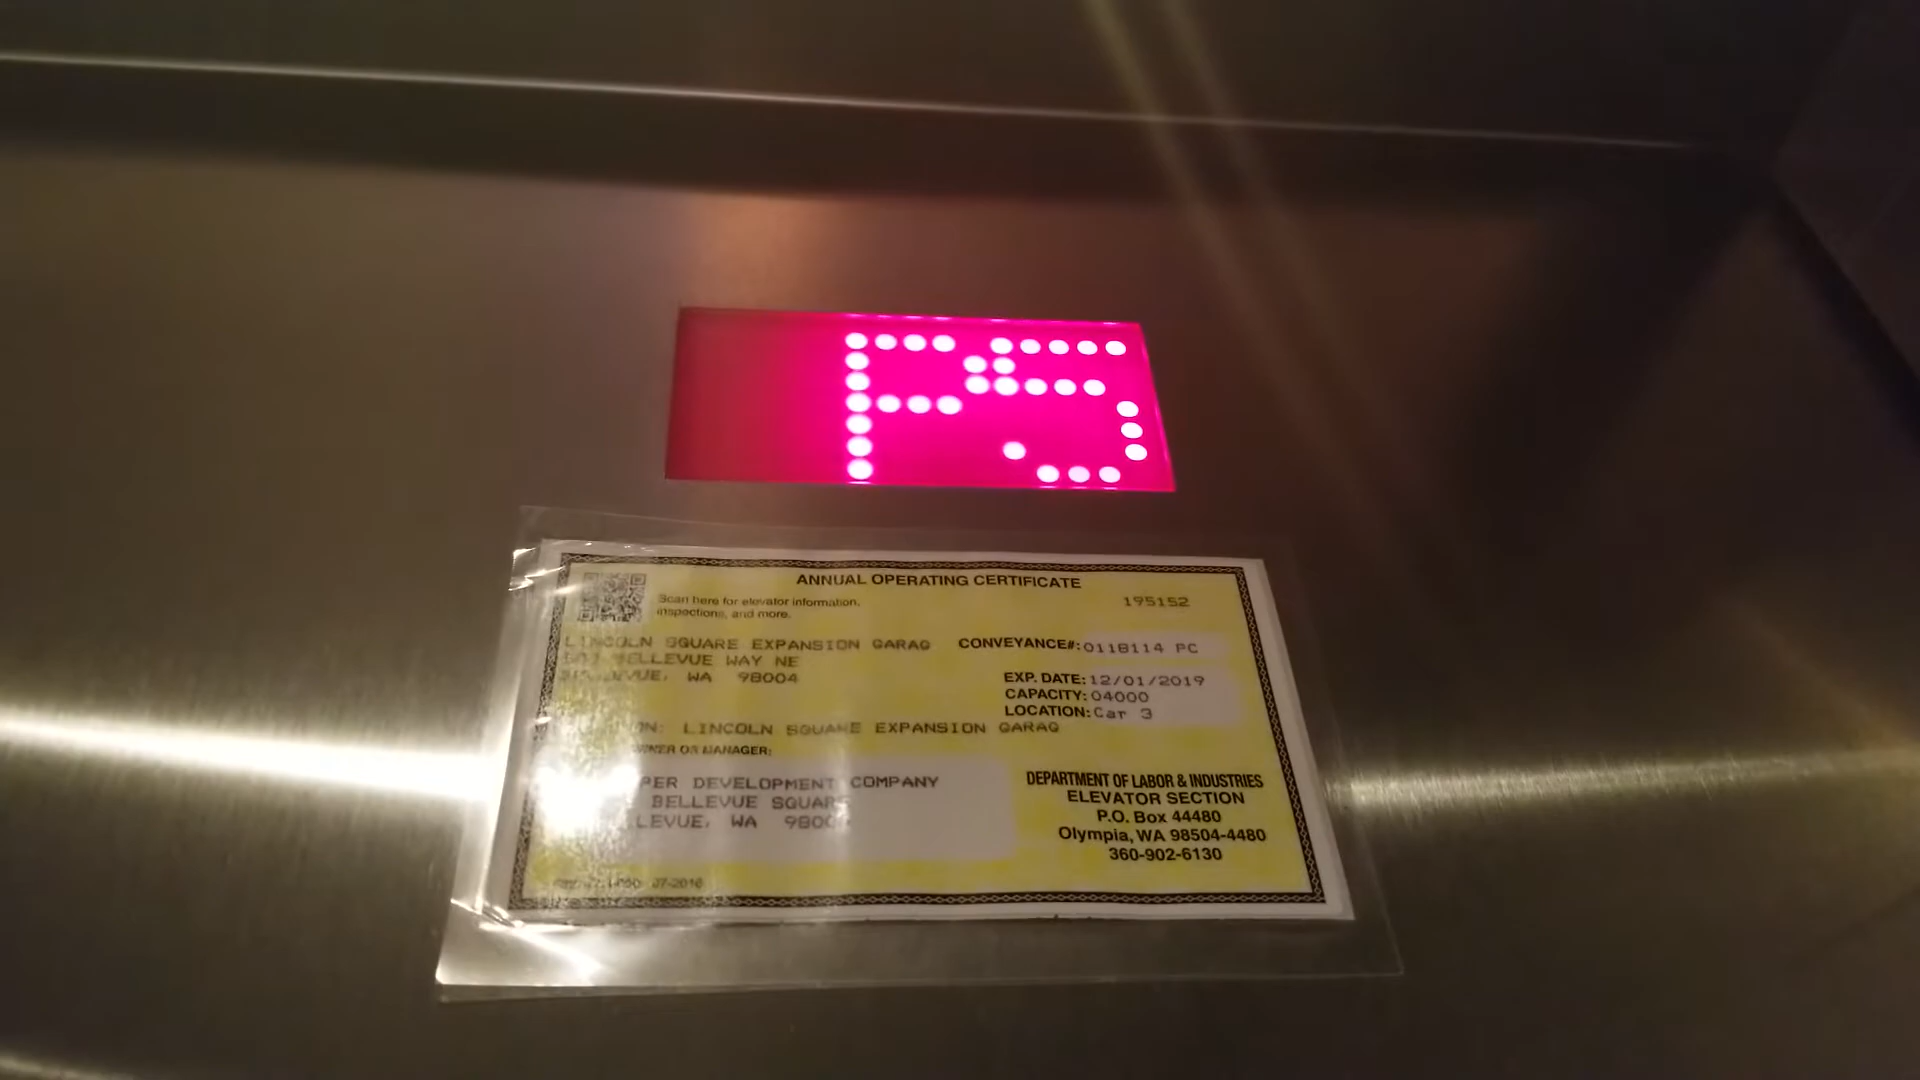 P5
ANNUAL OPERATING CERTIFICATE
Scan here for elevator information,
inspections, and more.
195152
LINCOLN SQUARE EXPANSION GARAG
CONVEYANCE#: 0118114 PC
BELLEVUE WAY NE
WA 98004
EXP. DATE: 12/01/2019
CAPACITY: 04000
LOCATION: Car 3
LINCOLN SQUARE EXPANSION GARAG
OR MANAGER:
DEVELOPMENT COMPANY
BELLEVUE SQUARE
WA
DEPARTMENT OF LABOR & INDUSTRIES
ELEVATOR SECTION
P.O. Box 44480
Olympia, WA 98504-4480
360-902-6130